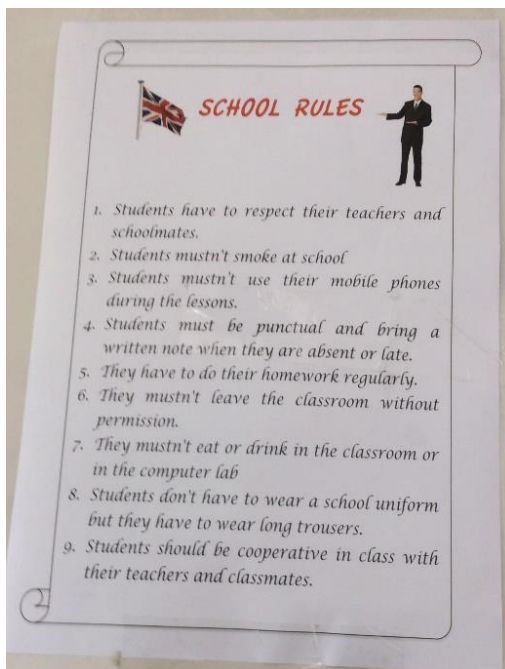 SCHOOL RULES
1. Students have to respect their teachers and
schoolmates.
2. Students mustn't smoke at school
3. Students mustn't use their mobile phones
during the lessons.
4. Students must be punctual and bring a
written note when they are absent or late.
5. They have to do their homework regularly.
6. They mustn't leave the classroom without
permission.
7. They mustn't eat or drink in the classroom or
in the computer lab
8. Students don't have to wear a school uniform
but they have to wear long trousers.
9. Students should be cooperative in class with
their teachers and classmates.